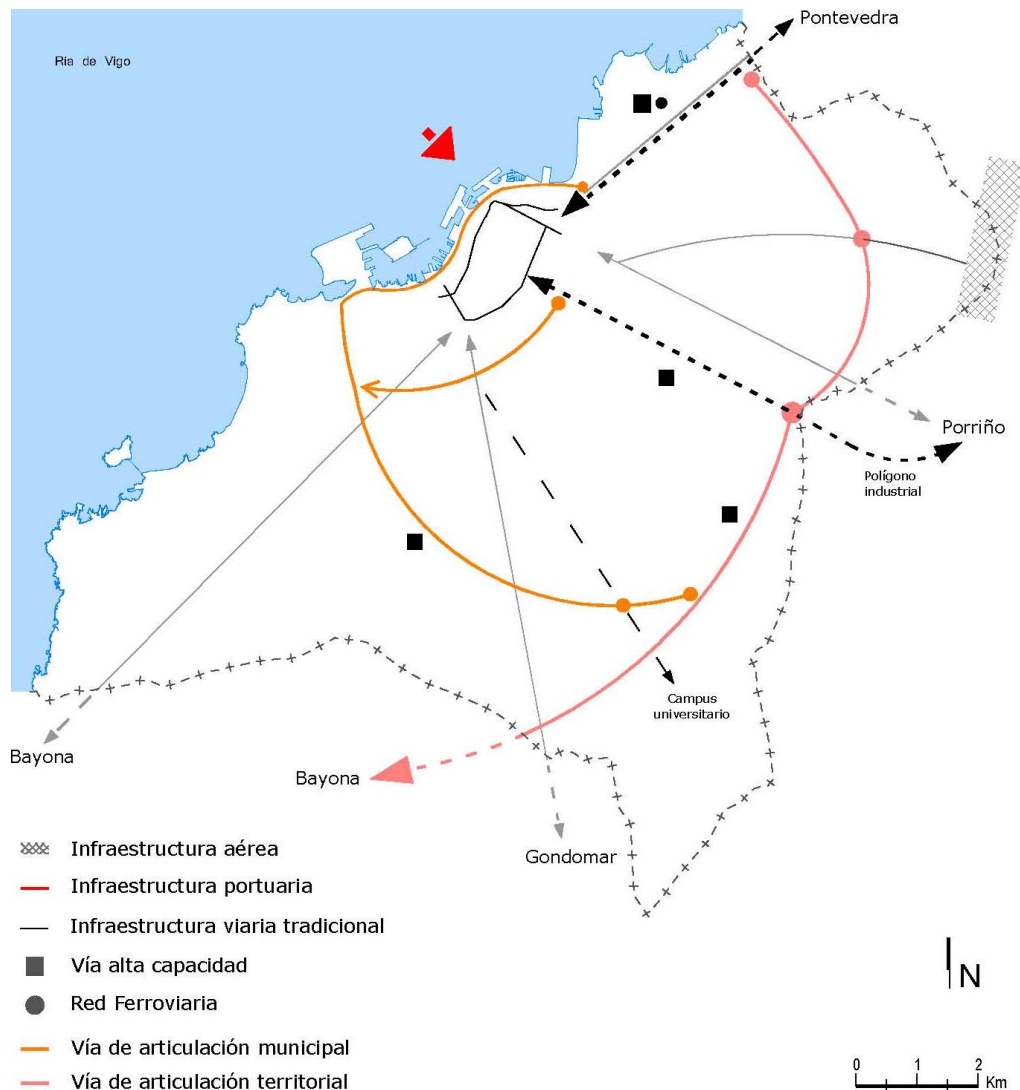 Pontevedra
Ria de Vigo
Porriño
Polígono
industrial
Campus
universitario
Bayona
Bayona
Gondomar
Infraestructura aérea
Infraestructura portuaria
Infraestructura viaria tradicional
Vía alta capacidad
Red Ferroviaria
Vía de articulación municipal
Vía de articulación territorial
N
0 1 2
Km